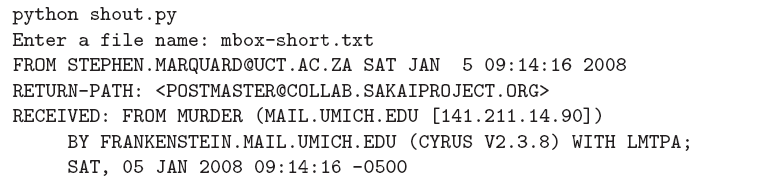 python shout.py
Enter a file name: mbox-short.txt
FROM STEPHEN.MARQUARD@UCT.AC.ZA SAT JAN  5 09:14:16 2008
RETURN-PATH: <POSTMASTER@COLLAB.SAKAIPROJECT.ORG>
RECEIVED: FROM MURDER (MAIL.UMICH.EDU [141.211.14.90])
     BY FRANKENSTEIN.MAIL.UMICH.EDU (CYRUS V2.3.8) WITH LMTPA;
     SAT, 05 JAN 2008 09:14:16 -0500